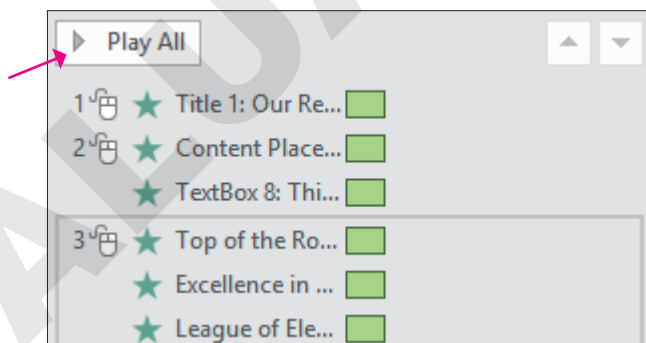 Play All
1 Title 1: Our Re...
2 Content Place...
TextBox 8: Thi...
3 Top of the Ro...
Excellence in ...
League of Ele...